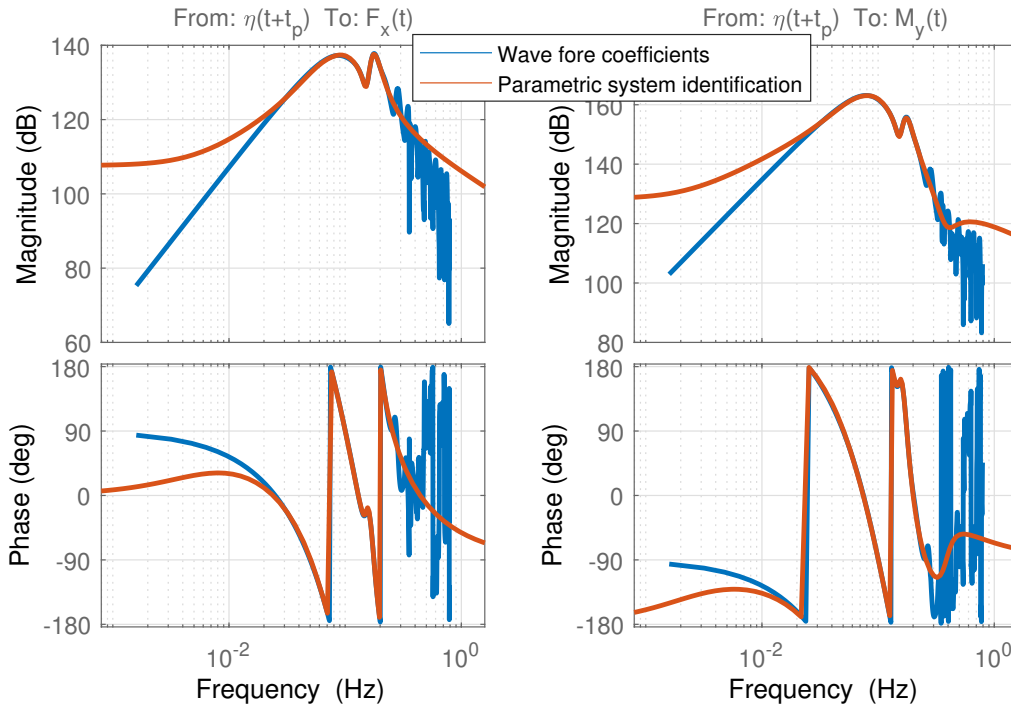 From: η(t+t_p) To: F_x(t)
From: η(t+t_p) To: M_y(t)
Wave fore coefficients
Parametric system identification
Magnitude (dB)
140
120
100
80
60
Magnitude (dB)
160
140
120
100
80
Phase (deg)
180
90
0
-90
-180
Phase (deg)
180
90
0
-90
-180
10^-2
10^0
10^-2
10^0
Frequency (Hz)
Frequency (Hz)